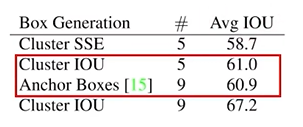 Box Generation # Avg IOU
Cluster SSE 5 58.7
Cluster IOU 5 61.0
Anchor Boxes [15] 9 60.9
Cluster IOU 9 67.2